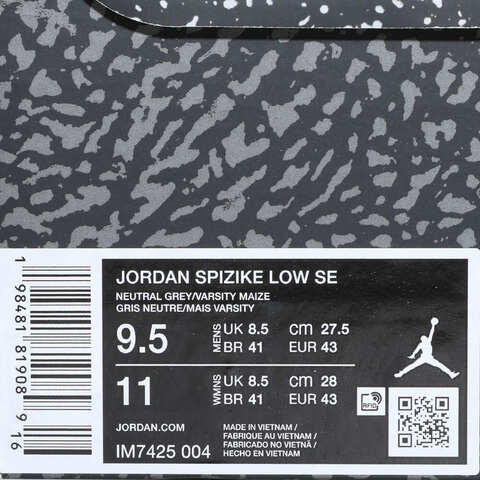 JORDAN SPIZIKE LOW SE
NEUTRAL GREY/VARSITY MAIZE
GRIS NEUTRE/MAIS VARSITY
9.5 MENS UK 8.5 cm 27.5
BR 41 EUR 43
11 WMNS UK 8.5 cm 28
BR 41 EUR 43
JORDAN.COM
IM7425 004
MADE IN VIETNAM /
FABRIQUE AU VIETNAM /
FABRICADO NO VIETNÃ /
HECHO EN VIETNAM
RFID
1 98481 81908 9 16